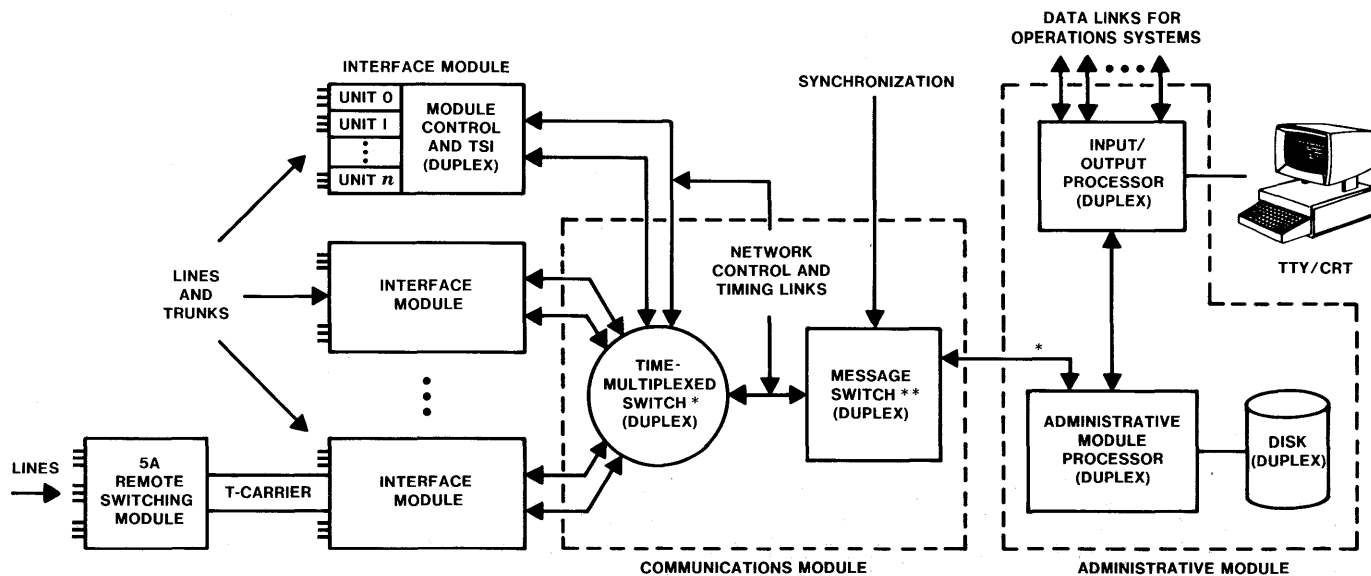 DATA LINKS FOR
OPERATIONS SYSTEMS
INTERFACE MODULE
SYNCHRONIZATION
UNIT 0
UNIT 1
UNIT n
MODULE
CONTROL
AND TSI
(DUPLEX)
INPUT/
OUTPUT
PROCESSOR
(DUPLEX)
TTY/CRT
LINES
AND
TRUNKS
INTERFACE
MODULE
NETWORK
CONTROL AND
TIMING LINKS
TIME-
MULTIPLEXED
SWITCH *
(DUPLEX)
MESSAGE
SWITCH **
(DUPLEX)
*
ADMINISTRATIVE
MODULE
PROCESSOR
(DUPLEX)
DISK
(DUPLEX)
LINES
5A
REMOTE
SWITCHING
MODULE
T-CARRIER
INTERFACE
MODULE
COMMUNICATIONS MODULE
ADMINISTRATIVE MODULE